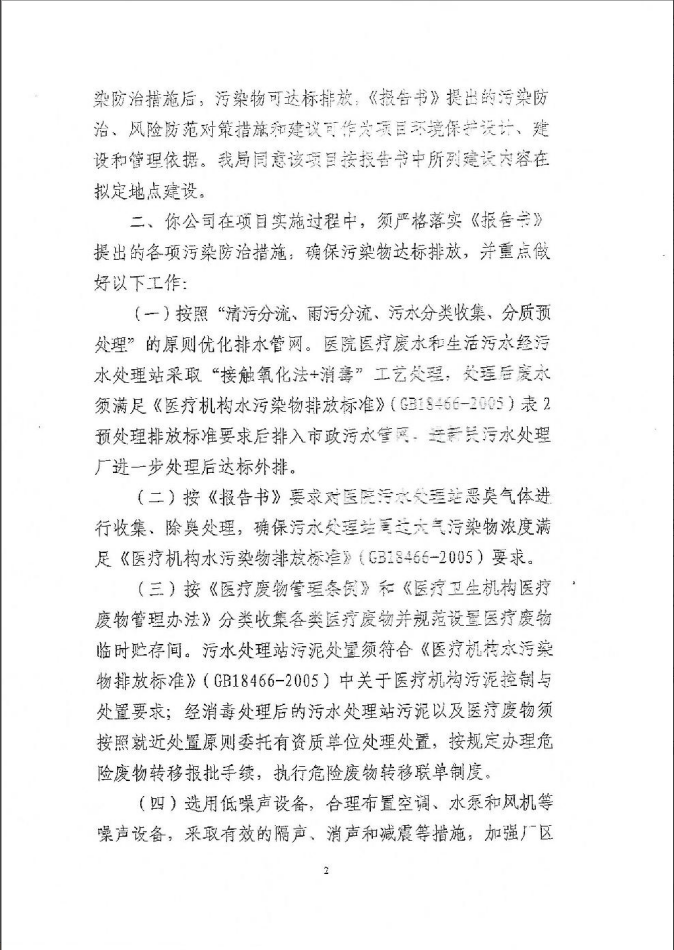 染防治措施后，污染物可达标排放。《报告书》提出的污染防
治、风险防范对策措施和建议可作为项目环境保护设计、建
设和管理依据。我局同意该项目按报告书中所列建设内容在
拟定地点建设。
二、你公司在项目实施过程中，须严格落实《报告书》
提出的各项污染防治措施；确保污染物达标排放，并重点做
好以下工作：
（一）按照“清污分流、雨污分流、污水分类收集、分质预
处理”的原则优化排水管网。医院医疗废水和生活污水经污
水处理站采取“接触氧化法+消毒”工艺处理，处理后废水
须满足《医疗机构水污染物排放标准》（GB18466-2005）表 2
预处理排放标准要求后排入市政污水管网，进新民污水处理
厂进一步处理后达标外排。
（二）按《报告书》要求对医院污水处理站恶臭气体进
行收集、除臭处理，确保污水处理站周边大气污染物浓度满
足《医疗机构水污染物排放标准》（GB18466-2005）要求。
（三）按《医疗废物管理条例》和《医疗卫生机构医疗
废物管理办法》分类收集各类医疗废物并规范设置医疗废物
临时贮存间。污水处理站污泥处置须符合《医疗机构水污染
物排放标准》（GB18466-2005）中关于医疗机构污泥控制与
处置要求；经消毒处理后的污水处理站污泥以及医疗废物须
按照就近处置原则委托有资质单位处理处置，按规定办理危
险废物转移报批手续，执行危险废物转移联单制度。
（四）选用低噪声设备，合理布置空调、水泵和风机等
噪声设备，采取有效的隔声、消声和减震等措施，加强厂区
2